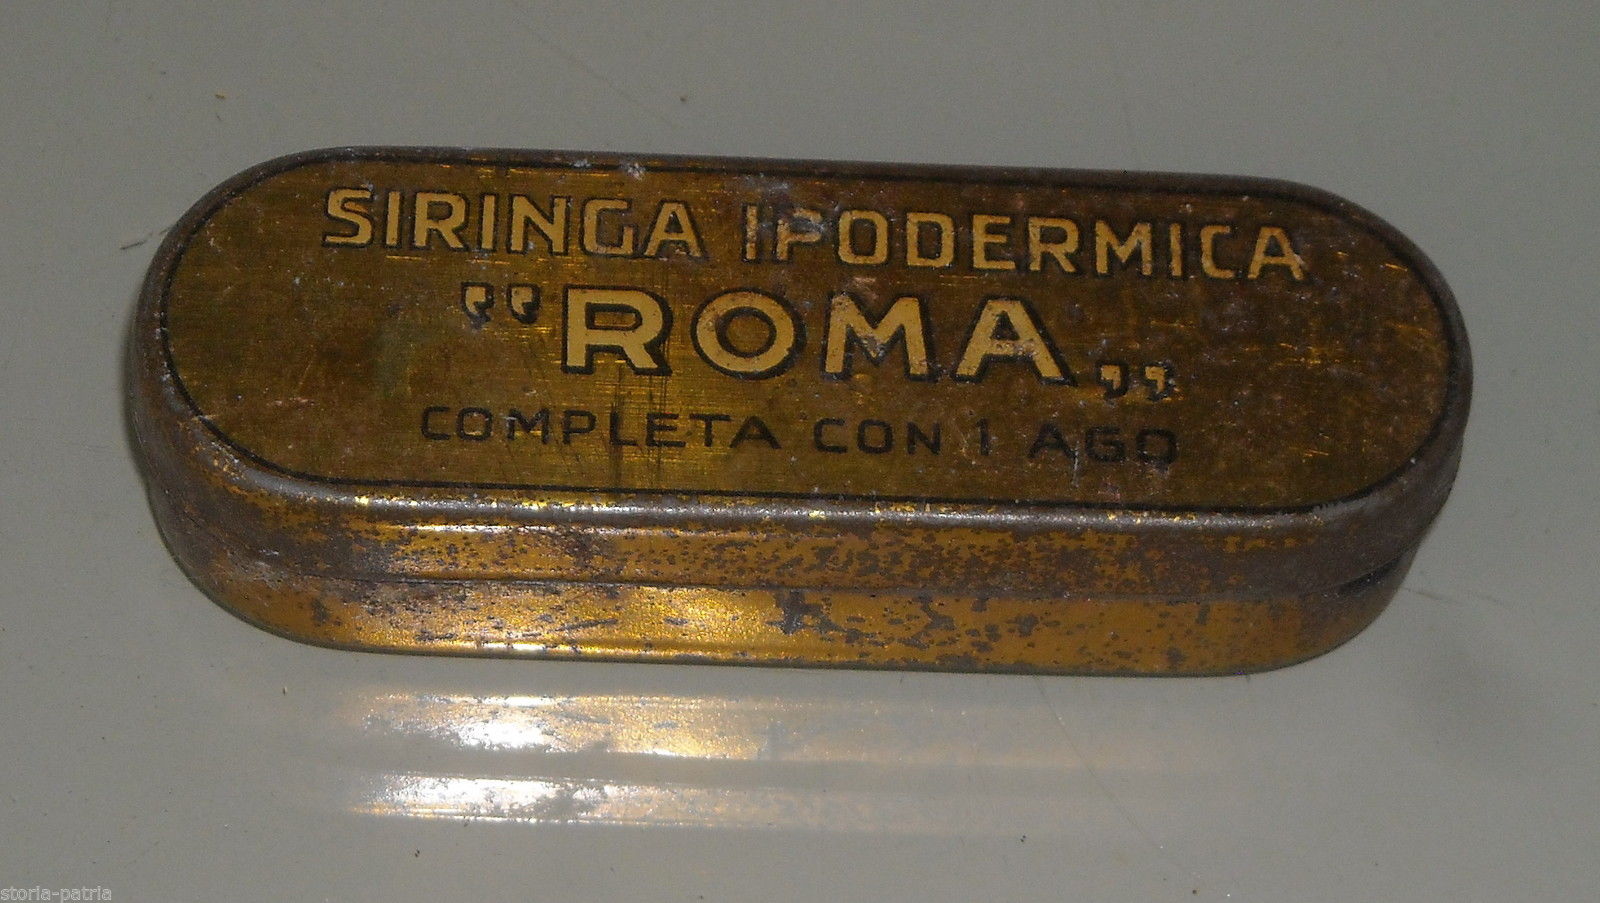 SIRINGA IPODERMICA
"ROMA„
COMPLETA CON 1 AGO
storia-patria